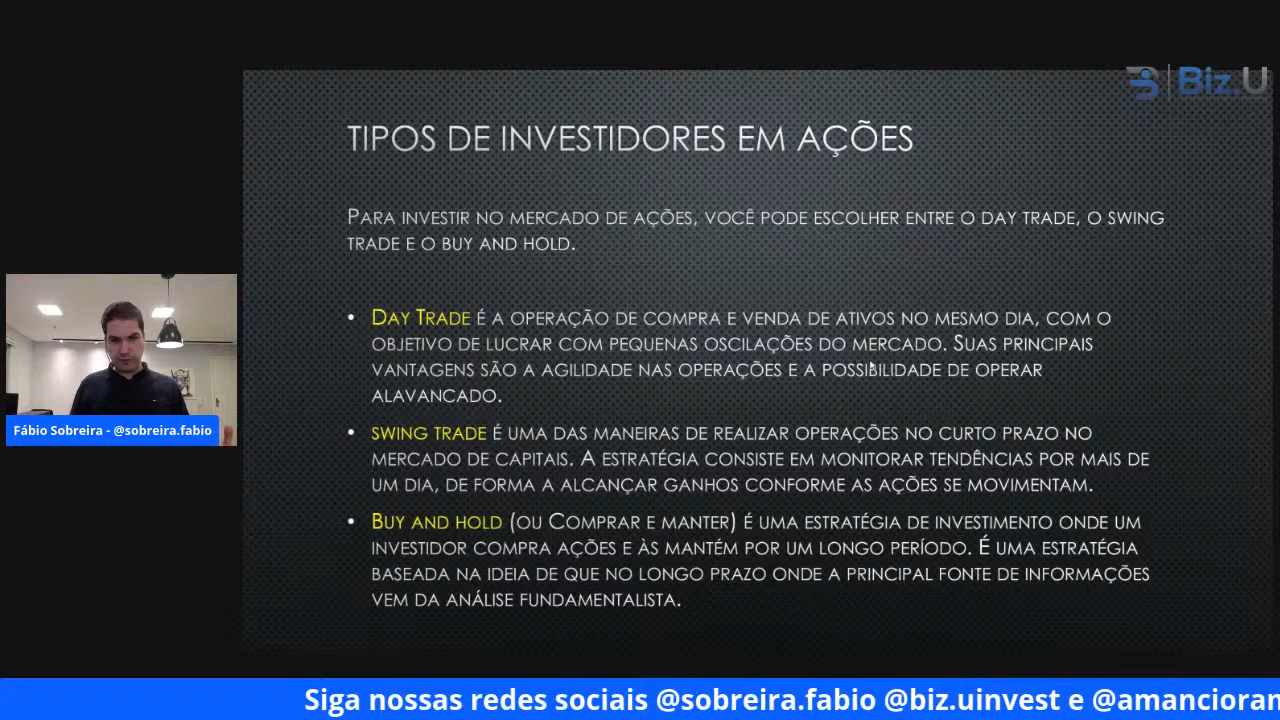 Biz.U
TIPOS DE INVESTIDORES EM AÇÕES
PARA INVESTIR NO MERCADO DE AÇÕES, VOCÊ PODE ESCOLHER ENTRE O DAY TRADE, O SWING
TRADE E O BUY AND HOLD.
• DAY TRADE É A OPERAÇÃO DE COMPRA E VENDA DE ATIVOS NO MESMO DIA, COM O
OBJETIVO DE LUCRAR COM PEQUENAS OSCILAÇÕES DO MERCADO. SUAS PRINCIPAIS
VANTAGENS SÃO A AGILIDADE NAS OPERAÇÕES E A POSSIBILIDADE DE OPERAR
ALAVANCADO.
• SWING TRADE É UMA DAS MANEIRAS DE REALIZAR OPERAÇÕES NO CURTO PRAZO NO
MERCADO DE CAPITAIS. A ESTRATÉGIA CONSISTE EM MONITORAR TENDÊNCIAS POR MAIS DE
UM DIA, DE FORMA A ALCANÇAR GANHOS CONFORME AS AÇÕES SE MOVIMENTAM.
• BUY AND HOLD (OU COMPRAR E MANTER) É UMA ESTRATÉGIA DE INVESTIMENTO ONDE UM
INVESTIDOR COMPRA AÇÕES E ÀS MANTÉM POR UM LONGO PERÍODO. É UMA ESTRATÉGIA
BASEADA NA IDEIA DE QUE NO LONGO PRAZO ONDE A PRINCIPAL FONTE DE INFORMAÇÕES
VEM DA ANÁLISE FUNDAMENTALISTA.
Fábio Sobreira - @sobreira.fabio
Siga nossas redes sociais @sobreira.fabio @biz.uinvest e @amancioran